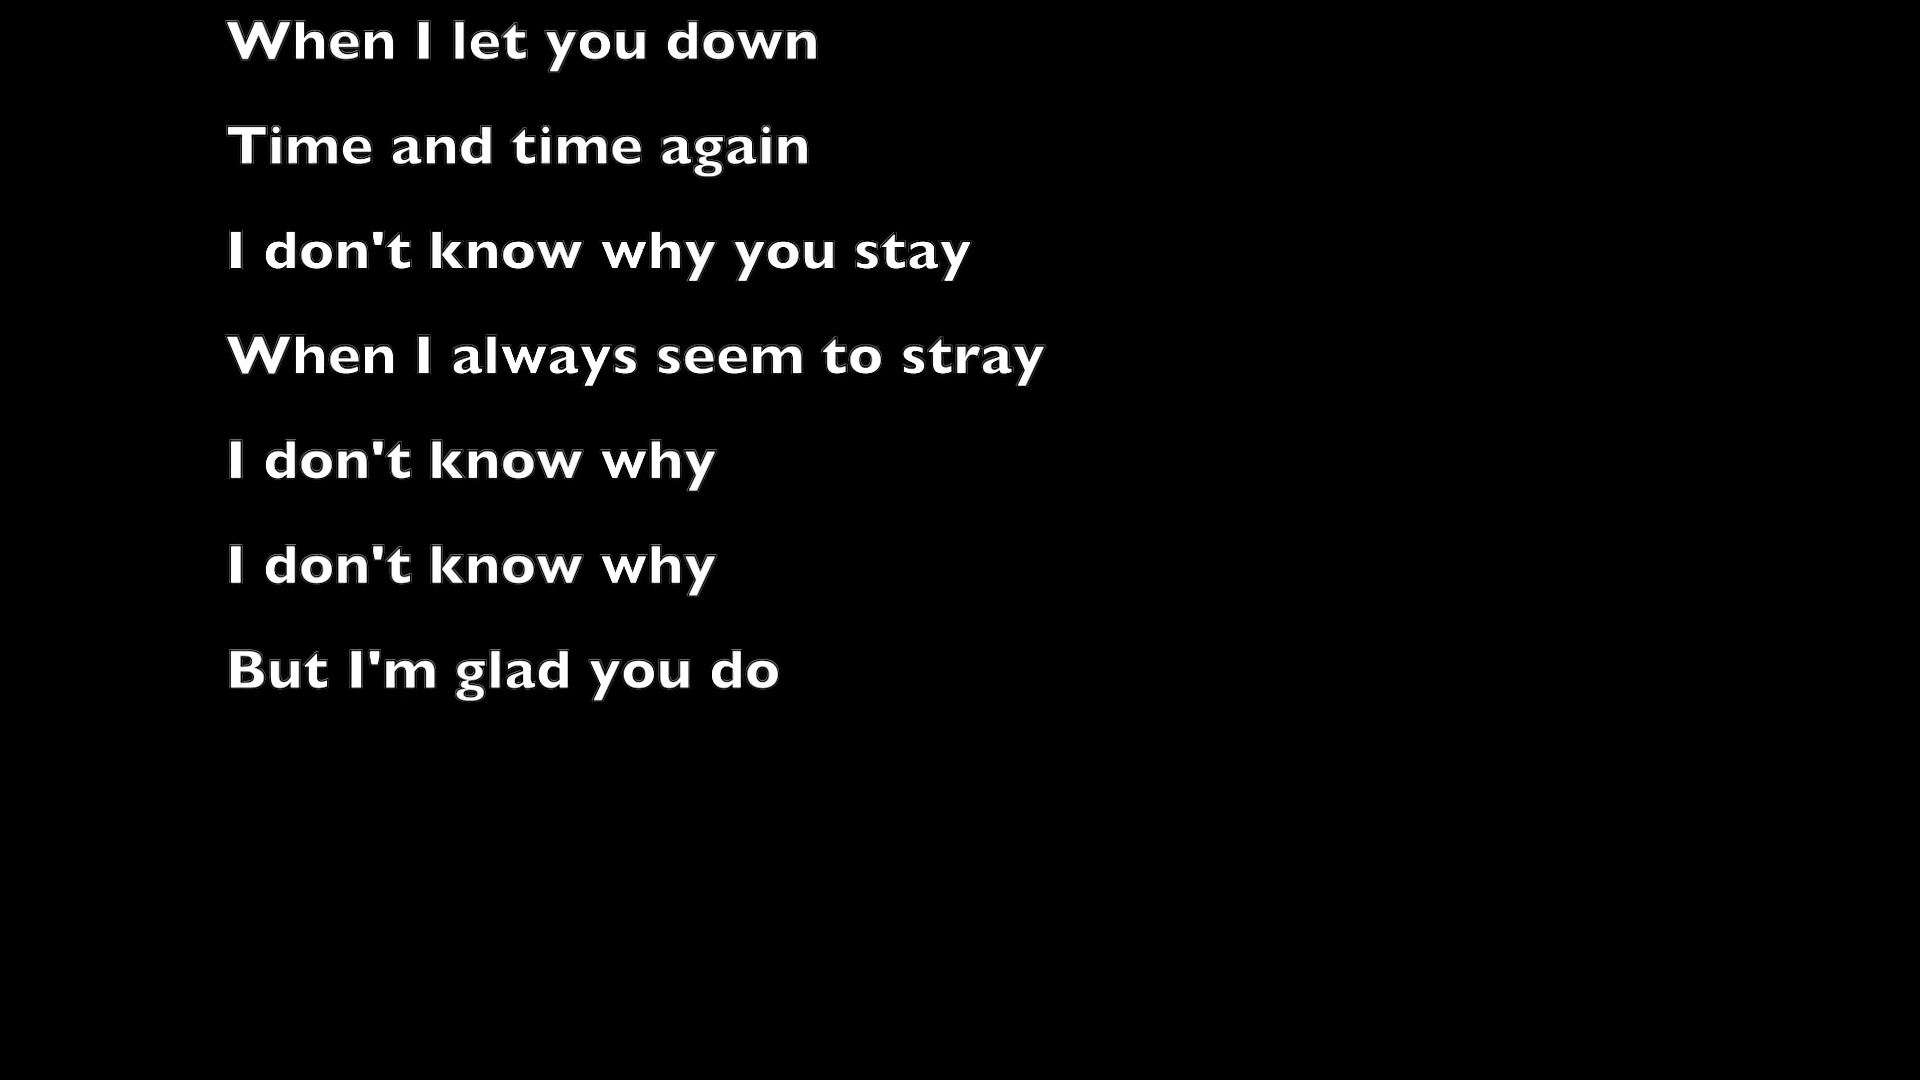 When I let you down
Time and time again
I don't know why you stay
When I always seem to stray
I don't know why
I don't know why
But I'm glad you do